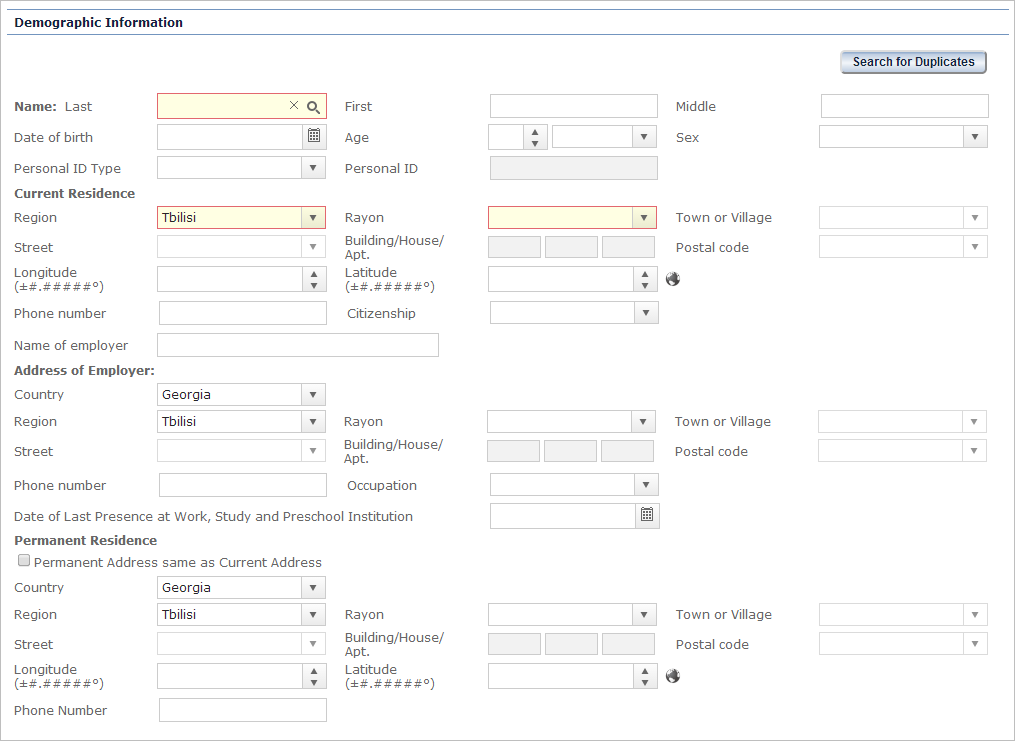 Demographic Information
Search for Duplicates
Name: Last First Middle
Date of birth Age Sex
Personal ID Type Personal ID
Current Residence
Region Tbilisi Rayon Town or Village
Street Building/House/ Postal code
Apt.
Longitude Latitude
(±#.#####°) (±#.#####°)
Phone number Citizenship
Name of employer
Address of Employer:
Country Georgia
Region Tbilisi Rayon Town or Village
Street Building/House/ Postal code
Apt.
Phone number Occupation
Date of Last Presence at Work, Study and Preschool Institution
Permanent Residence
Permanent Address same as Current Address
Country Georgia
Region Tbilisi Rayon Town or Village
Street Building/House/ Postal code
Apt.
Longitude Latitude
(±#.#####°) (±#.#####°)
Phone Number